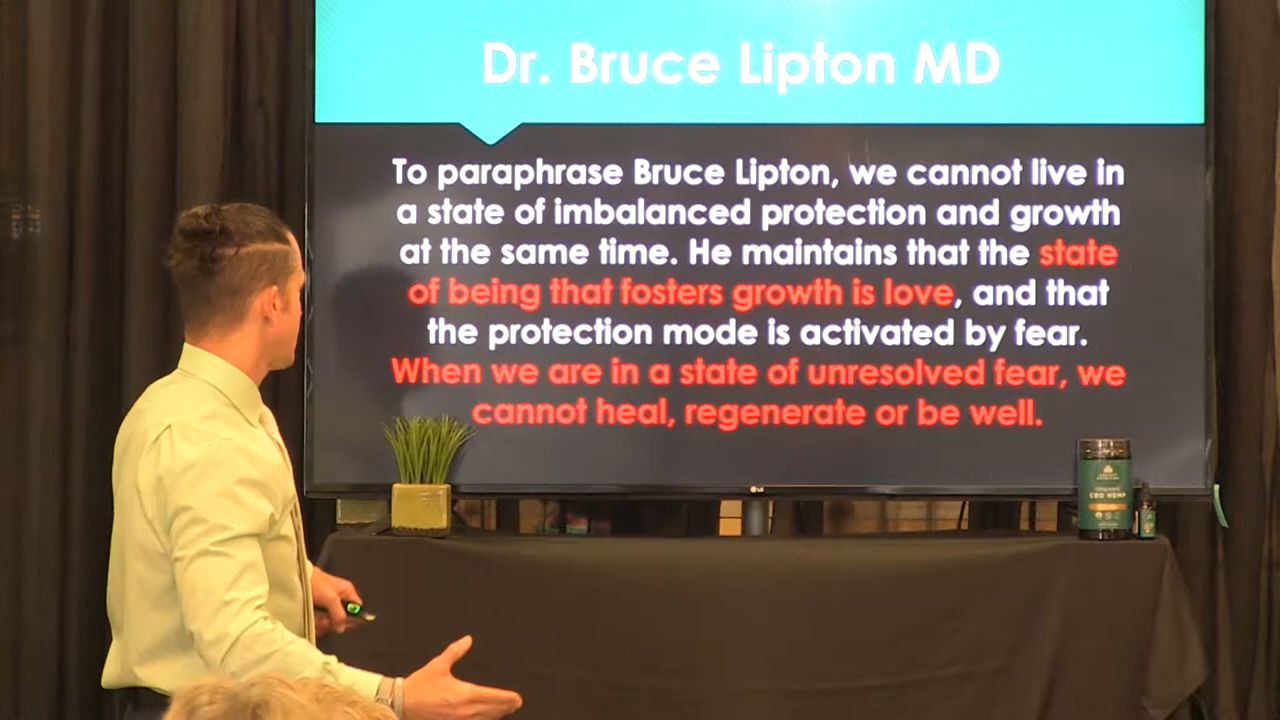 Dr. Bruce Lipton MD
To paraphrase Bruce Lipton, we cannot live in
a state of imbalanced protection and growth
at the same time. He maintains that the state
of being that fosters growth is love, and that
the protection mode is activated by fear.
When we are in a state of unresolved fear, we
cannot heal, regenerate or be well.
LG
ORGANIC
CBD HEMP